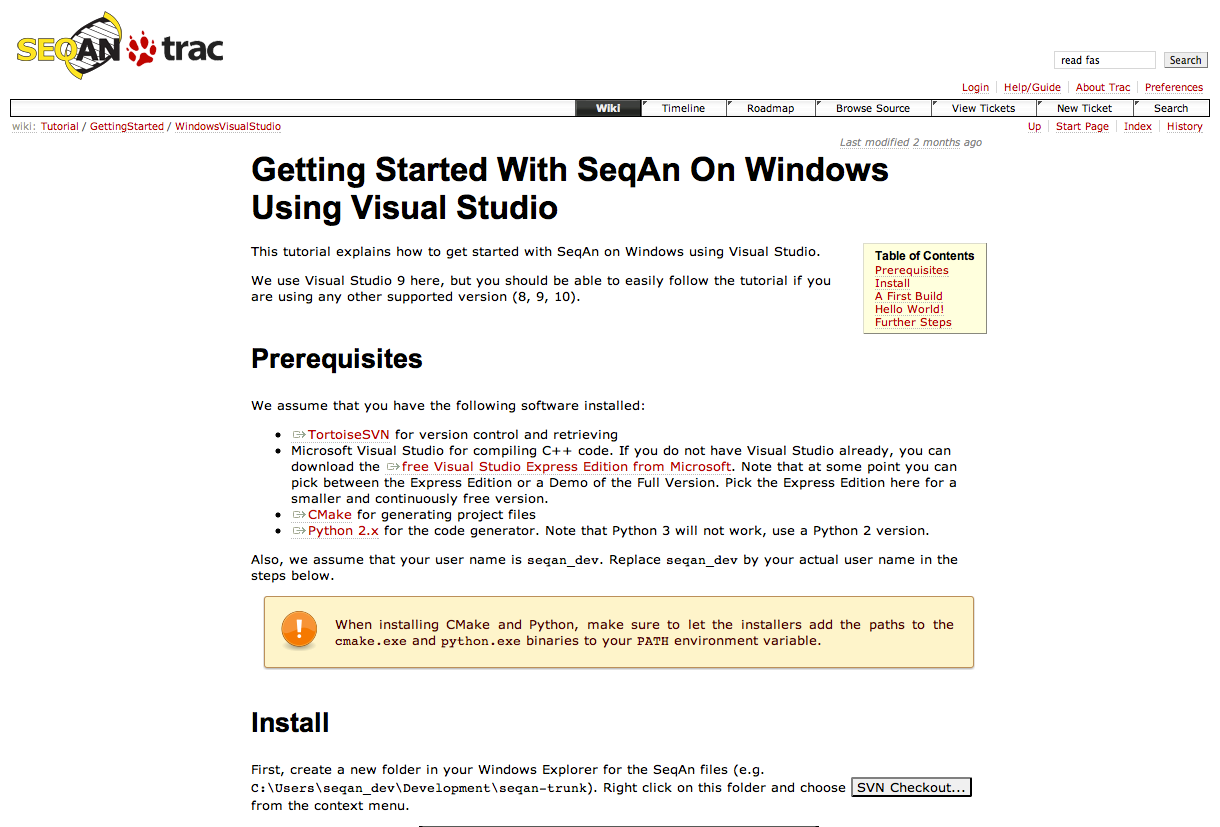 SEQAN trac
read fas
Search
Login Help/Guide About Trac Preferences
Wiki Timeline Roadmap Browse Source View Tickets New Ticket Search
wiki: Tutorial / GettingStarted / WindowsVisualStudio
Up Start Page Index History
Last modified 2 months ago
Getting Started With SeqAn On Windows
Using Visual Studio
This tutorial explains how to get started with SeqAn on Windows using Visual Studio.
We use Visual Studio 9 here, but you should be able to easily follow the tutorial if you
are using any other supported version (8, 9, 10).
Table of Contents
Prerequisites
Install
A First Build
Hello World!
Further Steps
Prerequisites
We assume that you have the following software installed:
TortoiseSVN for version control and retrieving
Microsoft Visual Studio for compiling C++ code. If you do not have Visual Studio already, you can
download the free Visual Studio Express Edition from Microsoft. Note that at some point you can
pick between the Express Edition or a Demo of the Full Version. Pick the Express Edition here for a
smaller and continuously free version.
CMake for generating project files
Python 2.x for the code generator. Note that Python 3 will not work, use a Python 2 version.
Also, we assume that your user name is seqan_dev. Replace seqan_dev by your actual user name in the
steps below.
When installing CMake and Python, make sure to let the installers add the paths to the
cmake.exe and python.exe binaries to your PATH environment variable.
Install
First, create a new folder in your Windows Explorer for the SeqAn files (e.g.
C:\Users\seqan_dev\Development\seqan-trunk). Right click on this folder and choose SVN Checkout...
from the context menu.